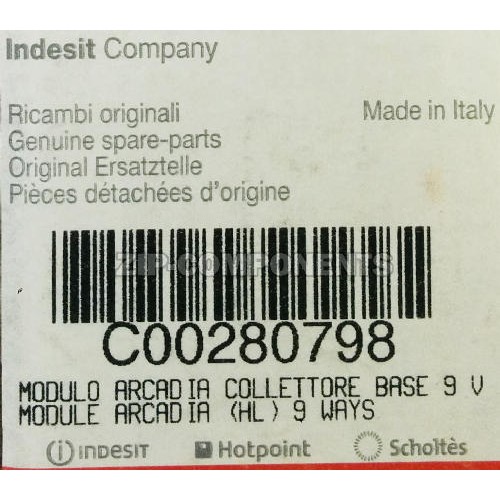 Indesit Company
Ricambi originali Made in Italy
Genuine spare-parts
Original Ersatztelle
Pièces détachées d'origine
ZIP-COMPONENTS
C00280798
MODULO ARCADIA COLLETTORE BASE 9 V
MODULE ARCADIA (HL) 9 WAYS
INDESIT Hotpoint Scholtès